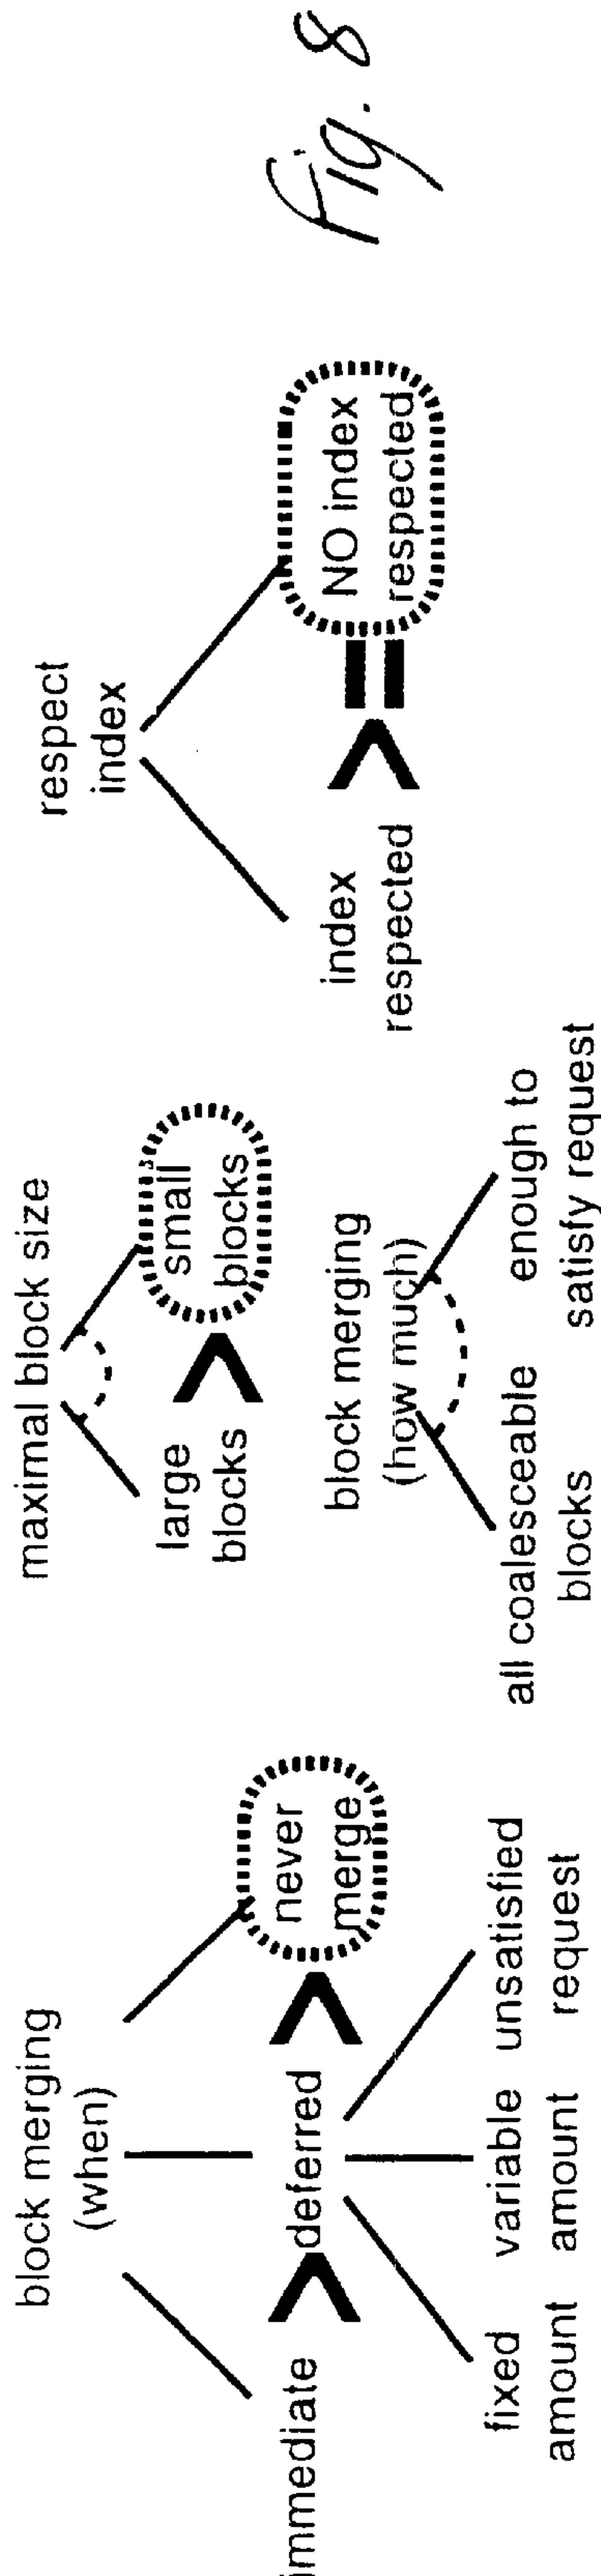 block merging
(when)
immediate > deferred > never
merge
fixed
amount
variable
amount
unsatisfied
request
maximal block size
large
blocks
>
small
blocks
block merging
(how much)
all coalesceable
blocks
enough to
satisfy request
respect
index
index
respected
>=
NO index
respected
Fig. 8